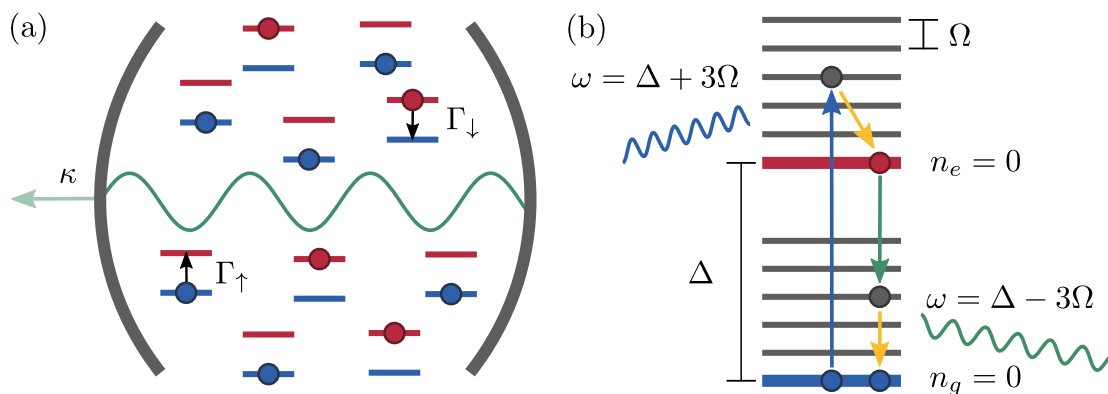 (a)
κ
Γ↓
Γ↑
(b)
Ω
ω = Δ + 3Ω
n_e = 0
Δ
ω = Δ − 3Ω
n_g = 0